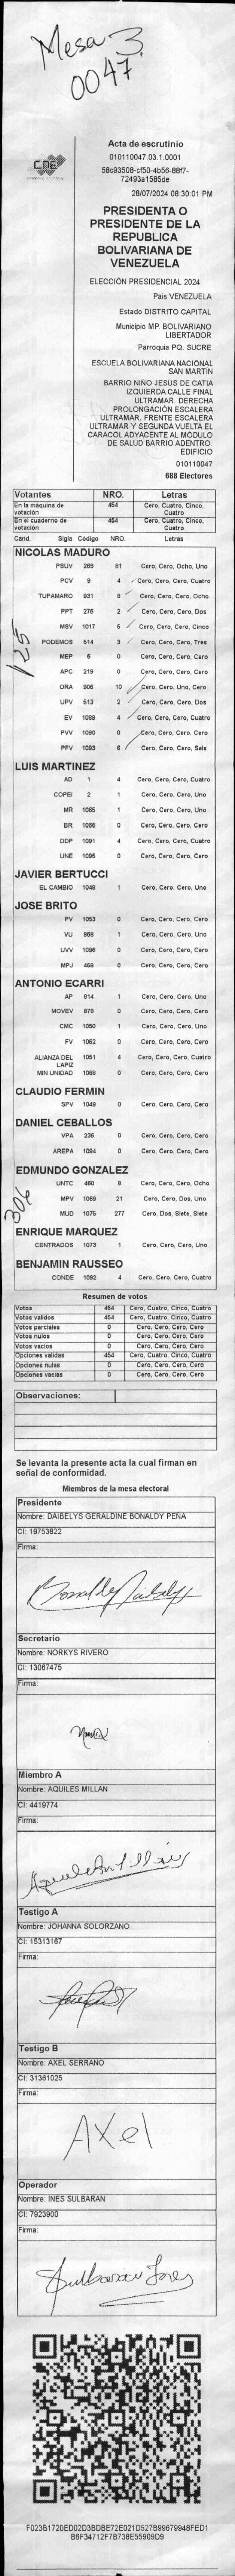 Mesa 3
0047
CNE
Acta de escrutinio
010110047.03.1.0001
58c93508-cf50-4b56-86f7-
72493a1585de
28/07/2024 08:30:01 PM
PRESIDENTA O
PRESIDENTE DE LA
REPUBLICA
BOLIVARIANA DE
VENEZUELA
ELECCIÓN PRESIDENCIAL 2024
País VENEZUELA
Estado DISTRITO CAPITAL
Municipio MP. BOLIVARIANO
LIBERTADOR
Parroquia PQ. SUCRE
ESCUELA BOLIVARIANA NACIONAL
SAN MARTIN
BARRIO NINO JESUS DE CATIA
IZQUIERDA CALLE FINAL
ULTRAMAR. DERECHA
PROLONGACIÓN ESCALERA
ULTRAMAR. FRENTE ESCALERA
ULTRAMAR Y SEGUNDA VUELTA EL
CARACOL ADYACENTE AL MÓDULO
DE SALUD BARRIO ADENTRO
EDIFICIO
010110047
688 Electores
Votantes NRO. Letras
En la máquina de votación 454 Cero, Cuatro, Cinco, Cuatro
En el cuaderno de votación 454 Cero, Cuatro, Cinco, Cuatro
Cand. Sigla Código NRO. Letras
NICOLAS MADURO
PSUV 269 81 Cero, Cero, Ocho, Uno
PCV 9 4 Cero, Cero, Cero, Cuatro
TUPAMARO 931 8 Cero, Cero, Cero, Ocho
PPT 276 2 Cero, Cero, Cero, Dos
MSV 1017 5 Cero, Cero, Cero, Cinco
PODEMOS 514 3 Cero, Cero, Cero, Tres
MEP 6 0 Cero, Cero, Cero, Cero
APC 219 0 Cero, Cero, Cero, Cero
ORA 906 10 Cero, Cero, Uno, Cero
UPV 513 2 Cero, Cero, Cero, Dos
EV 1089 4 Cero, Cero, Cero, Cuatro
PVV 1090 0 Cero, Cero, Cero, Cero
PFV 1093 6 Cero, Cero, Cero, Seis
125
LUIS MARTINEZ
AD 1 4 Cero, Cero, Cero, Cuatro
COPEI 2 1 Cero, Cero, Cero, Uno
MR 1065 1 Cero, Cero, Cero, Uno
BR 1086 0 Cero, Cero, Cero, Cero
DDP 1091 4 Cero, Cero, Cero, Cuatro
UNE 1095 0 Cero, Cero, Cero, Cero
JAVIER BERTUCCI
EL CAMBIO 1048 1 Cero, Cero, Cero, Uno
JOSE BRITO
PV 1053 0 Cero, Cero, Cero, Cero
VU 868 1 Cero, Cero, Cero, Uno
UVV 1096 0 Cero, Cero, Cero, Cero
MPJ 458 0 Cero, Cero, Cero, Cero
ANTONIO ECARRI
AP 814 1 Cero, Cero, Cero, Uno
MOVEV 878 0 Cero, Cero, Cero, Cero
CMC 1050 1 Cero, Cero, Cero, Uno
FV 1062 0 Cero, Cero, Cero, Cero
ALIANZA DEL LAPIZ 1051 4 Cero, Cero, Cero, Cuatro
MIN UNIDAD 1068 0 Cero, Cero, Cero, Cero
CLAUDIO FERMIN
SPV 1049 0 Cero, Cero, Cero, Cero
DANIEL CEBALLOS
VPA 236 0 Cero, Cero, Cero, Cero
AREPA 1094 0 Cero, Cero, Cero, Cero
EDMUNDO GONZALEZ
UNTC 460 8 Cero, Cero, Cero, Ocho
MPV 1069 21 Cero, Cero, Dos, Uno
MUD 1075 277 Cero, Dos, Siete, Siete
306
ENRIQUE MARQUEZ
CENTRADOS 1073 1 Cero, Cero, Cero, Uno
BENJAMIN RAUSSEO
CONDE 1092 4 Cero, Cero, Cero, Cuatro
Resumen de votos
Votos 454 Cero, Cuatro, Cinco, Cuatro
Votos validos 454 Cero, Cuatro, Cinco, Cuatro
Votos parciales 0 Cero, Cero, Cero, Cero
Votos nulos 0 Cero, Cero, Cero, Cero
Votos vacios 0 Cero, Cero, Cero, Cero
Opciones validas 454 Cero, Cuatro, Cinco, Cuatro
Opciones nulas 0 Cero, Cero, Cero, Cero
Opciones vacias 0 Cero, Cero, Cero, Cero
Observaciones:
Se levanta la presente acta la cual firman en
señal de conformidad.
Miembros de la mesa electoral
Presidente
Nombre: DAIBELYS GERALDINE BONALDY PENA
CI: 19753822
Firma:
Bonaldy Daibelys
Secretario
Nombre: NORKYS RIVERO
CI: 13067475
Firma:
Miembro A
Nombre: AQUILES MILLAN
CI: 4419774
Firma:
Testigo A
Nombre: JOHANNA SOLORZANO
CI: 15313167
Firma:
Testigo B
Nombre: AXEL SERRANO
CI: 31361025
Firma:
AXel
Operador
Nombre: INES SULBARAN
CI: 7923900
Firma:
Sulbaran Ines
F023B1720ED02D3BDBE72E021D527B99679948FED1
B6F34712F7B738E55909D9